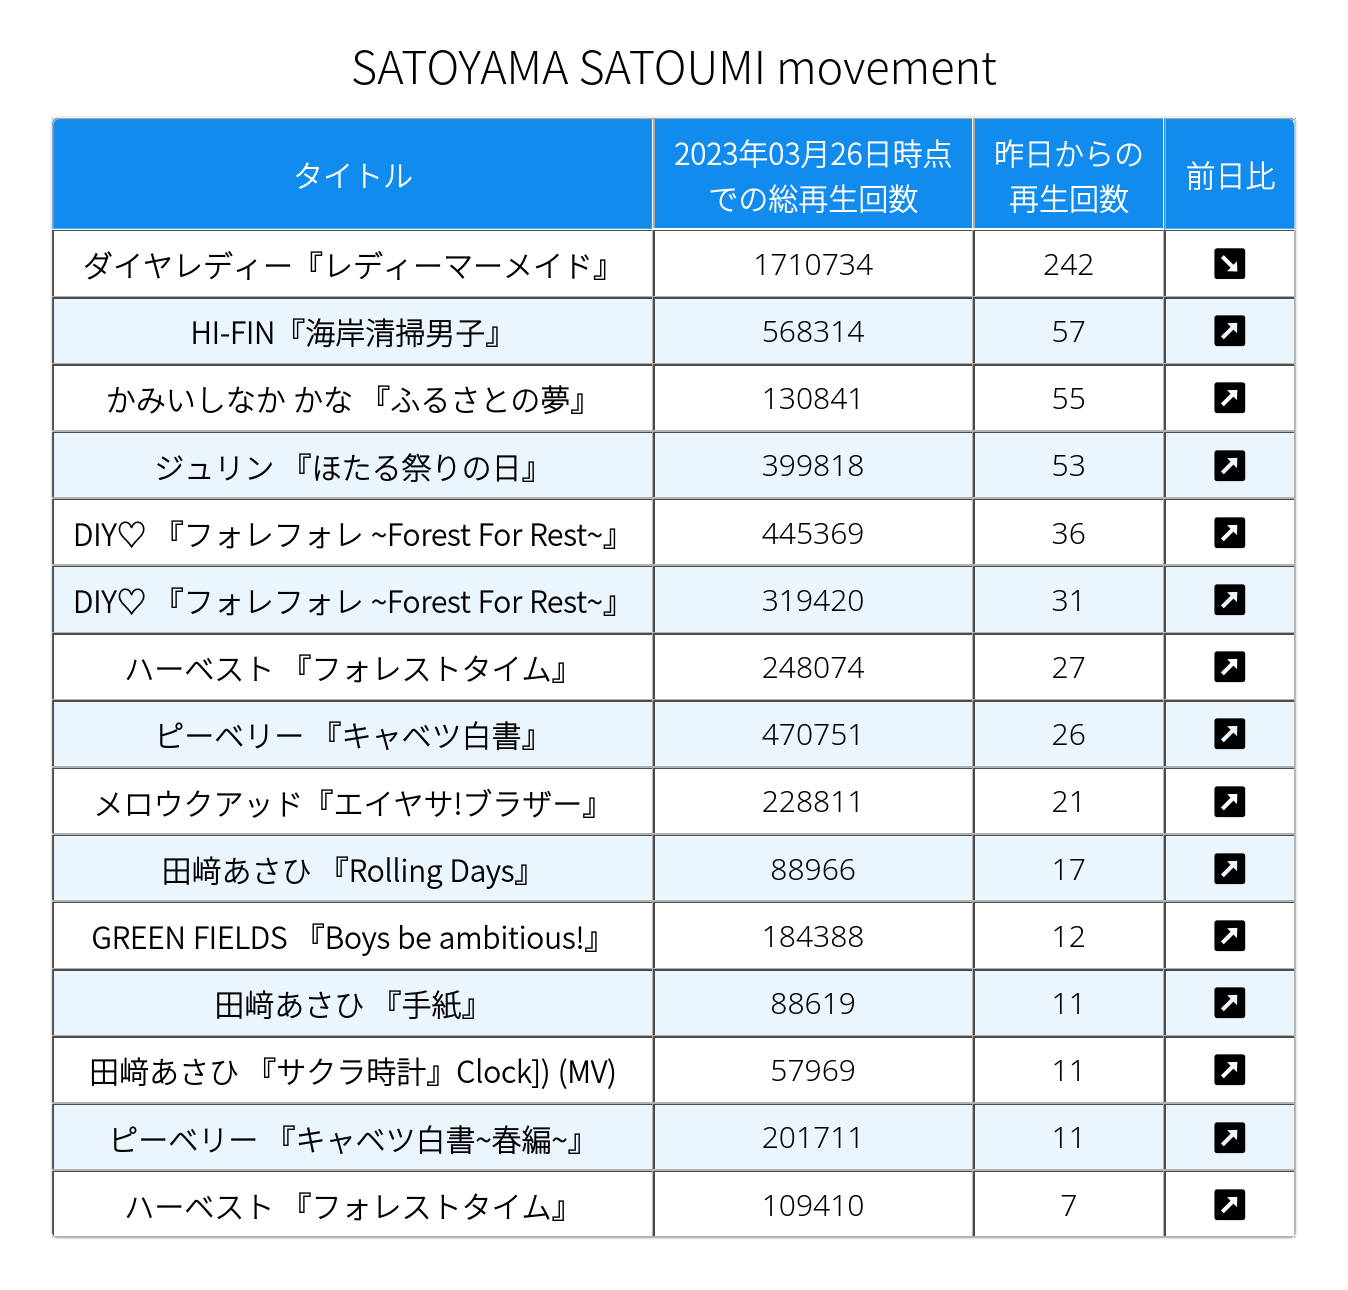 SATOYAMA SATOUMI movement
タイトル
2023年03月26日時点
での総再生回数
昨日からの
再生回数
前日比
ダイヤレディー『レディーマーメイド』 1710734 242
HI-FIN『海岸清掃男子』 568314 57
かみいしなか かな 『ふるさとの夢』 130841 55
ジュリン 『ほたる祭りの日』 399818 53
DIY♡ 『フォレフォレ ~Forest For Rest~』 445369 36
DIY♡ 『フォレフォレ ~Forest For Rest~』 319420 31
ハーベスト 『フォレストタイム』 248074 27
ピーベリー 『キャベツ白書』 470751 26
メロウクアッド『エイヤサ!ブラザー』 228811 21
田﨑あさひ 『Rolling Days』 88966 17
GREEN FIELDS 『Boys be ambitious!』 184388 12
田﨑あさひ 『手紙』 88619 11
田﨑あさひ 『サクラ時計』Clock]) (MV) 57969 11
ピーベリー 『キャベツ白書~春編~』 201711 11
ハーベスト 『フォレストタイム』 109410 7